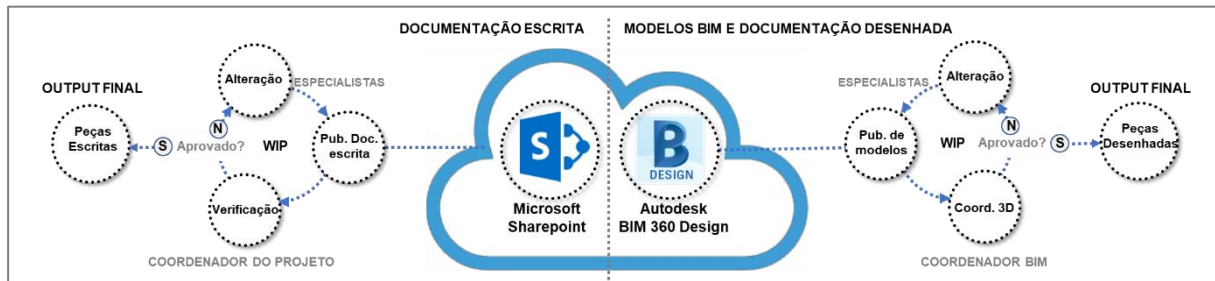 DOCUMENTAÇÃO ESCRITA
MODELOS BIM E DOCUMENTAÇÃO DESENHADA
OUTPUT FINAL
Peças
Escritas
S
Aprovado?
N
Alteração
ESPECIALISTAS
WIP
Pub. Doc.
escrita
Verificação
COORDENADOR DO PROJETO
S
Microsoft
Sharepoint
B
DESIGN
Autodesk
BIM 360 Design
ESPECIALISTAS
Alteração
Pub. de
modelos
WIP
N
Aprovado?
S
Coord. 3D
COORDENADOR BIM
OUTPUT FINAL
Peças
Desenhadas